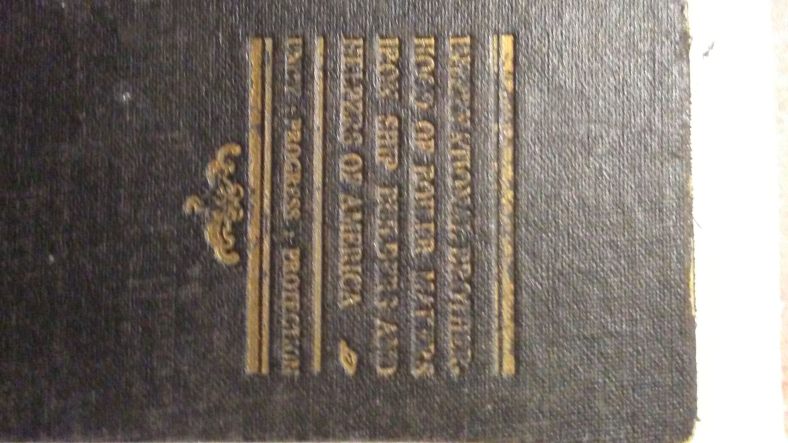 INTERNATIONAL BROTHER-
HOOD OF BOILER MAKERS
IRON SHIP BUILDERS AND
HELPERS OF AMERICA
UNITY : PROGRESS : PROTECTION